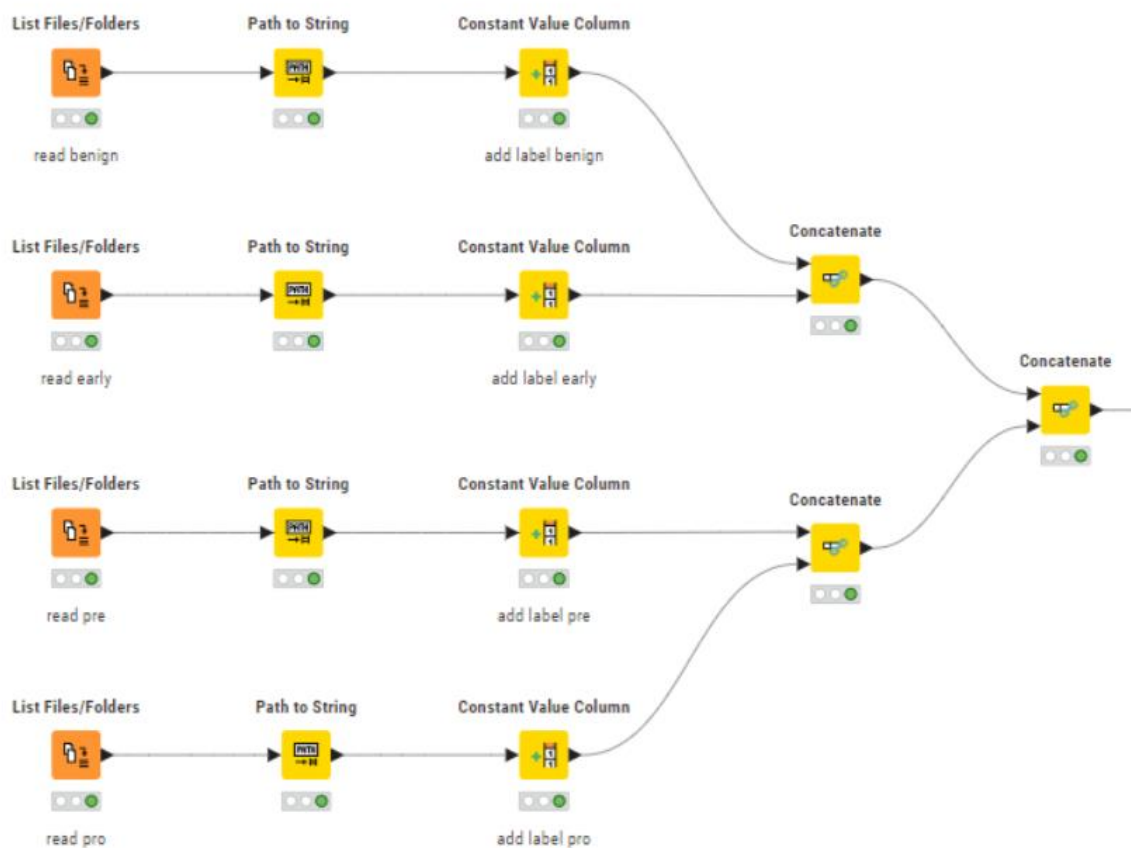 List Files/Folders
Path to String
Constant Value Column
read benign
add label benign
List Files/Folders
Path to String
Constant Value Column
Concatenate
read early
add label early
Concatenate
List Files/Folders
Path to String
Constant Value Column
Concatenate
read pre
add label pre
List Files/Folders
Path to String
Constant Value Column
read pro
add label pro